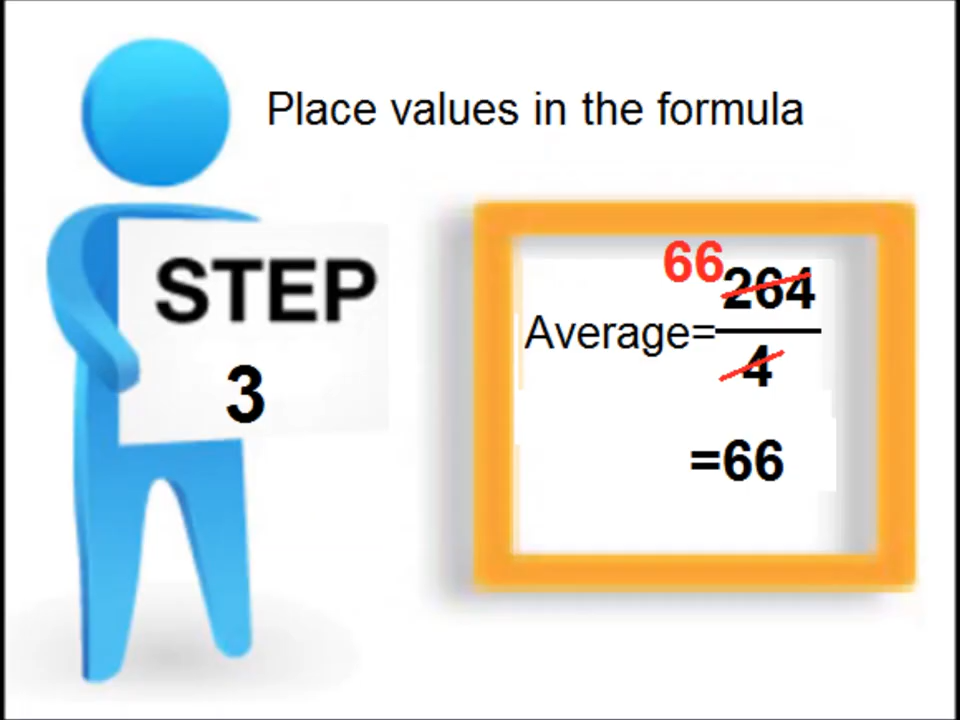 Place values in the formula
STEP
3
66
264
Average=
4
=66